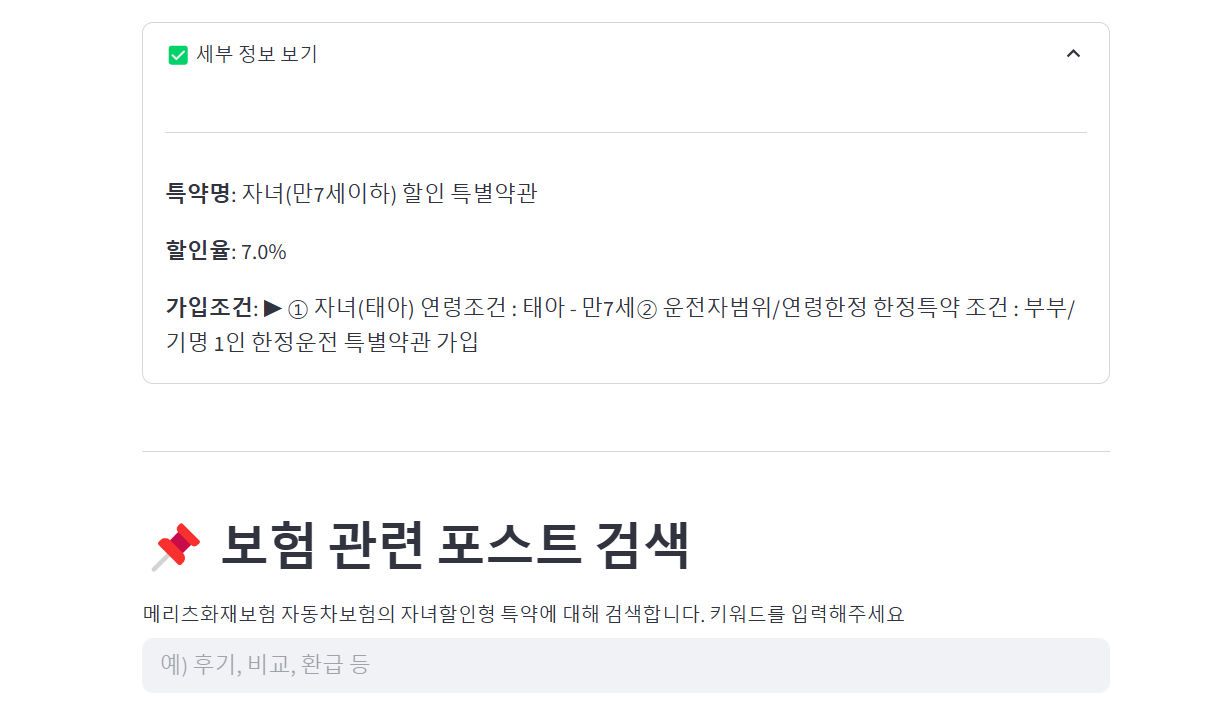 ✅ 세부 정보 보기
특약명: 자녀(만7세이하) 할인 특별약관
할인율: 7.0%
가입조건: ▶ ① 자녀(태아) 연령조건 : 태아 - 만7세② 운전자범위/연령한정 한정특약 조건 : 부부/
기명 1인 한정운전 특별약관 가입
📌 보험 관련 포스트 검색
메리츠화재보험 자동차보험의 자녀할인형 특약에 대해 검색합니다. 키워드를 입력해주세요
예) 후기, 비교, 환급 등